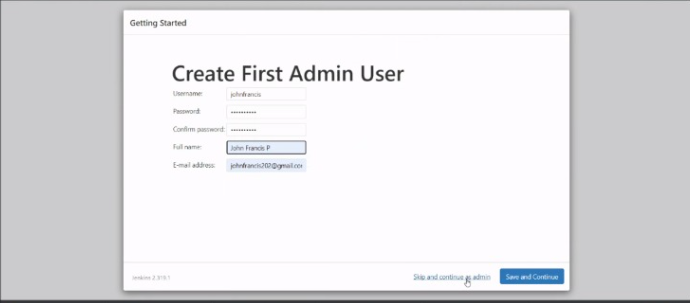 Getting Started
Create First Admin User
Username: johnfrancis
Password: ••••••••••
Confirm password: ••••••••••
Full name: John Francis P
E-mail address: johnfrancis202@gmail.co
Skip and continue as admin Save and Continue